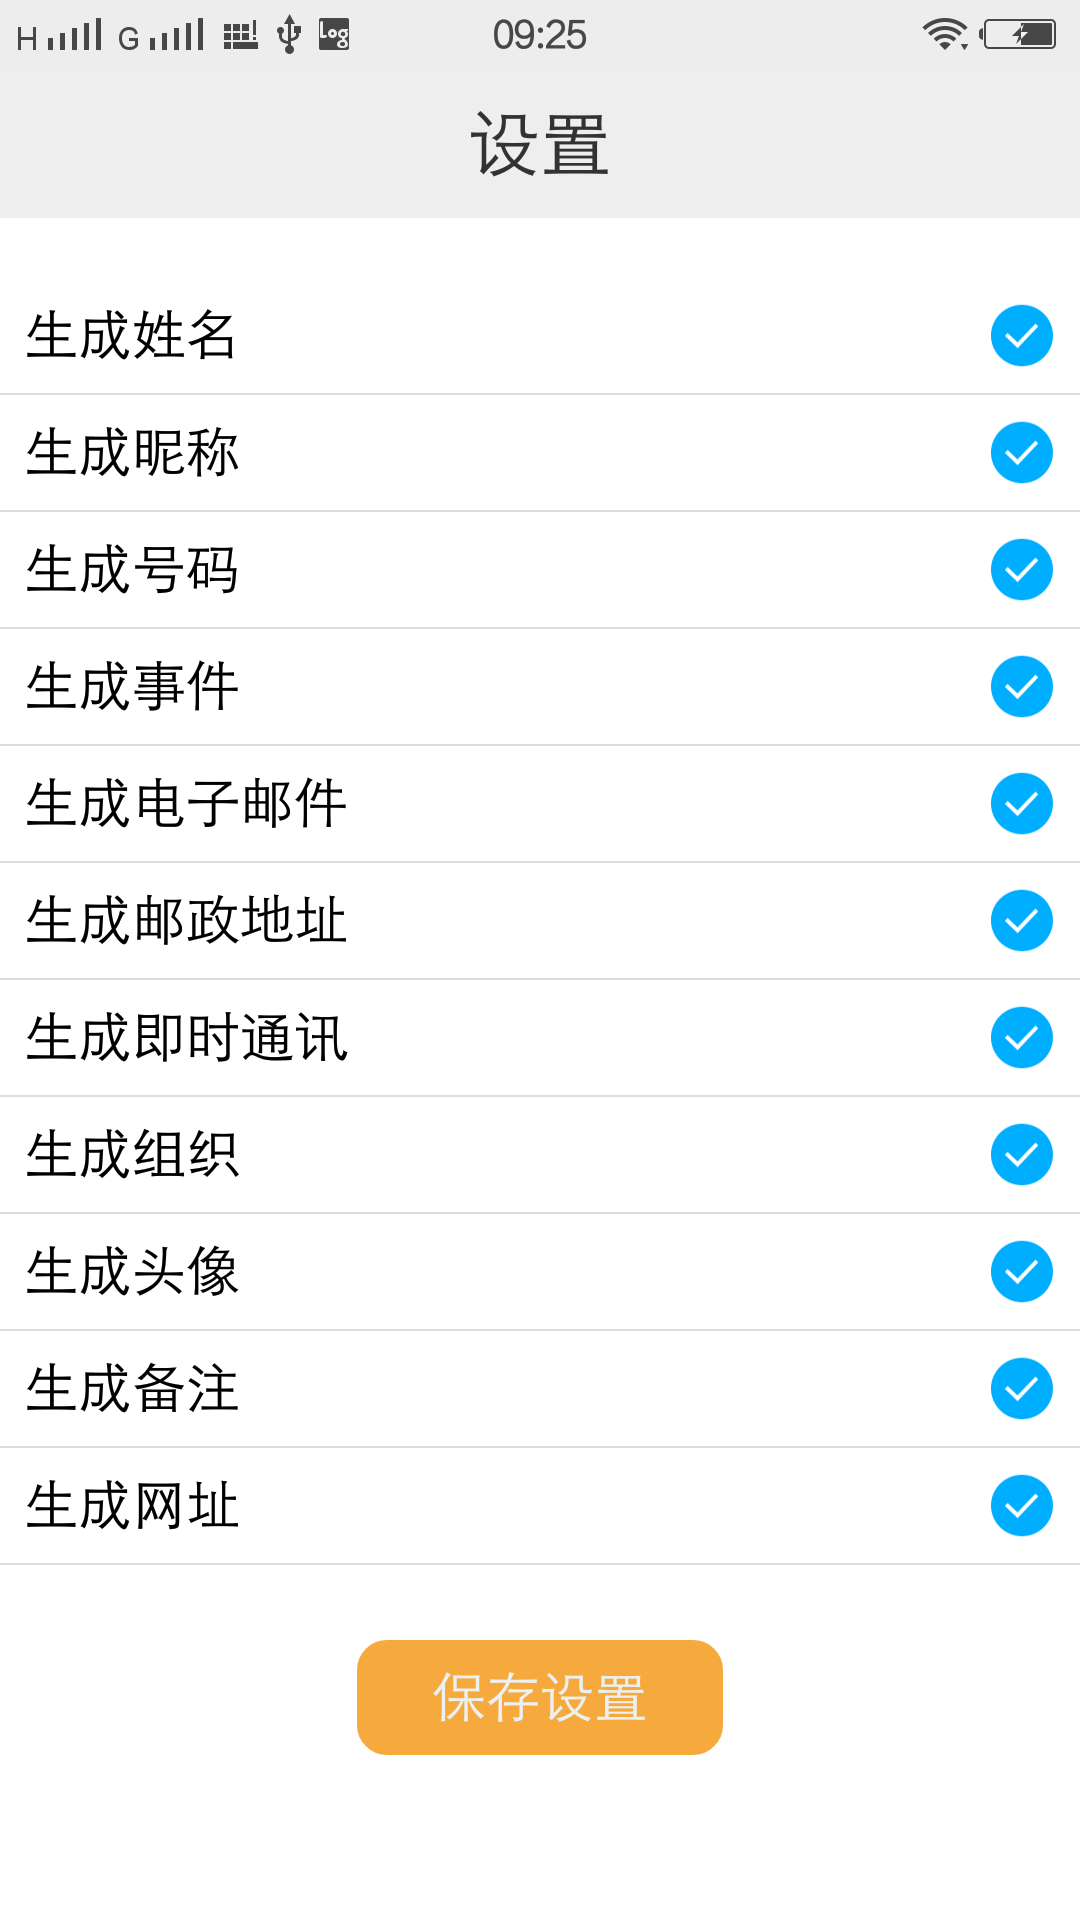 H G Log 09:25
设置
生成姓名
生成昵称
生成号码
生成事件
生成电子邮件
生成邮政地址
生成即时通讯
生成组织
生成头像
生成备注
生成网址
保存设置